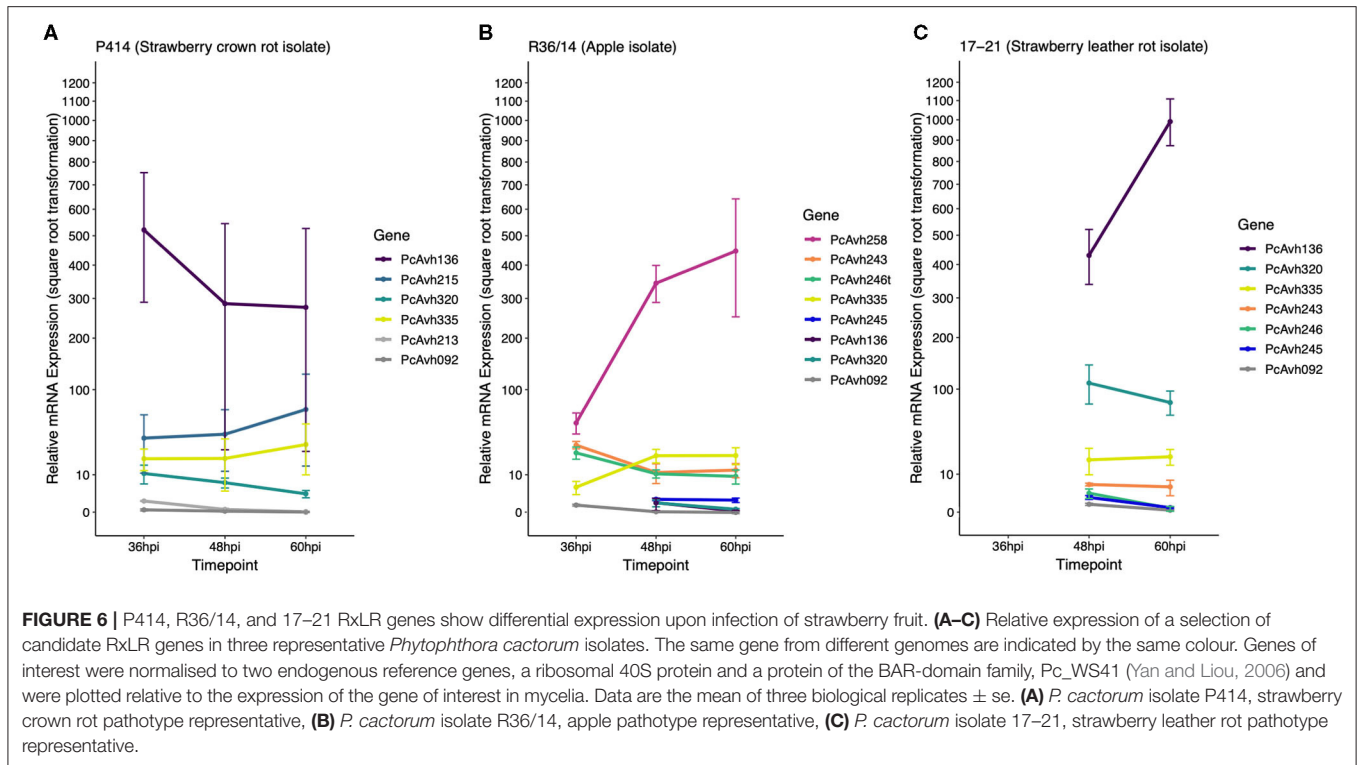 A
P414 (Strawberry crown rot isolate)
Relative mRNA Expression (square root transformation)
1200
1100
1000
900
800
700
600
500
400
300
200
100
10
0
36hpi
48hpi
60hpi
Timepoint
Gene
PcAvh136
PcAvh215
PcAvh320
PcAvh335
PcAvh213
PcAvh092
B
R36/14 (Apple isolate)
Relative mRNA Expression (square root transformation)
1200
1100
1000
900
800
700
600
500
400
300
200
100
10
0
36hpi
48hpi
60hpi
Timepoint
Gene
PcAvh258
PcAvh243
PcAvh246t
PcAvh335
PcAvh245
PcAvh136
PcAvh320
PcAvh092
C
17–21 (Strawberry leather rot isolate)
Relative mRNA Expression (square root transformation)
1200
1100
1000
900
800
700
600
500
400
300
200
100
10
0
36hpi
48hpi
60hpi
Timepoint
Gene
PcAvh136
PcAvh320
PcAvh335
PcAvh243
PcAvh246
PcAvh245
PcAvh092
FIGURE 6 | P414, R36/14, and 17–21 RxLR genes show differential expression upon infection of strawberry fruit. (A–C) Relative expression of a selection of
candidate RxLR genes in three representative Phytophthora cactorum isolates. The same gene from different genomes are indicated by the same colour. Genes of
interest were normalised to two endogenous reference genes, a ribosomal 40S protein and a protein of the BAR-domain family, Pc_WS41 (Yan and Liou, 2006) and
were plotted relative to the expression of the gene of interest in mycelia. Data are the mean of three biological replicates ± se. (A) P. cactorum isolate P414, strawberry
crown rot pathotype representative, (B) P. cactorum isolate R36/14, apple pathotype representative, (C) P. cactorum isolate 17–21, strawberry leather rot pathotype
representative.